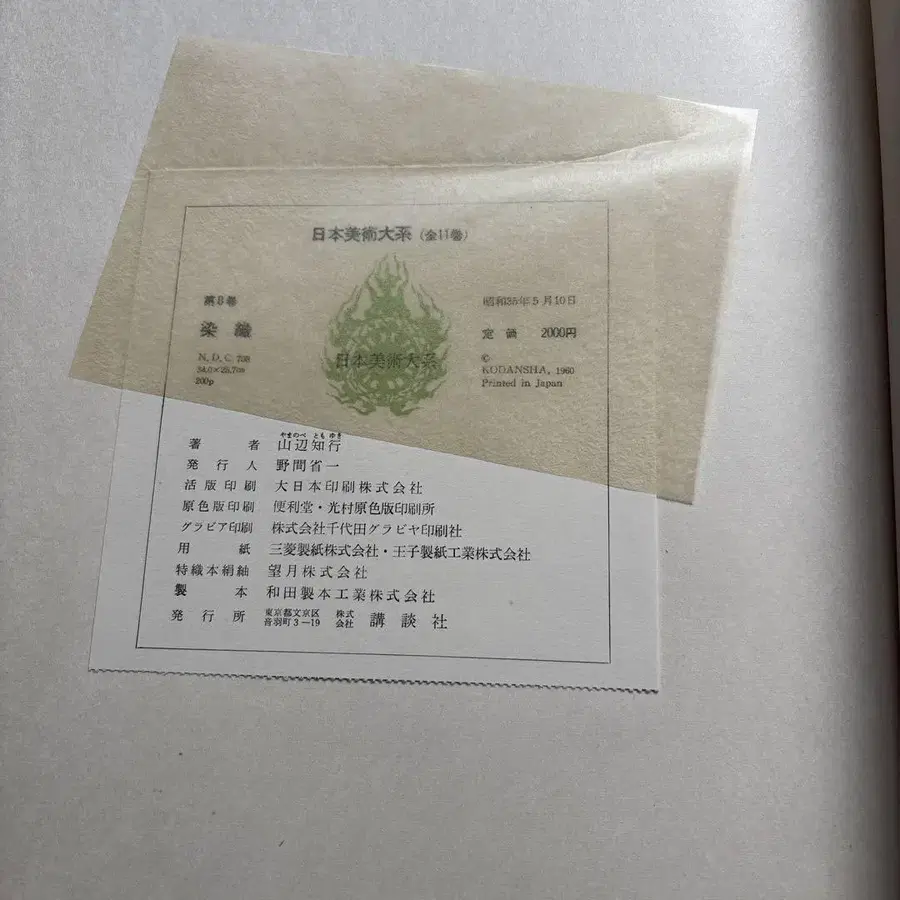 日本美術大系（全11巻）
第8巻
染織
N. D. C. 708
34.0×25.7cm
200p
日本美術大系
昭和35年5月10日
定価 2000円
©
KODANSHA, 1960
Printed in Japan
やまのべ ともゆき
著者 山辺知行
発行人 野間省一
活版印刷 大日本印刷株式会社
原色版印刷 便利堂・光村原色版印刷所
グラビア印刷 株式会社千代田グラビヤ印刷社
用紙 三菱製紙株式会社・王子製紙工業株式会社
特織本絹紬 望月株式会社
製本 和田製本工業株式会社
発行所 東京都文京区音羽町3-19 株式会社 講談社